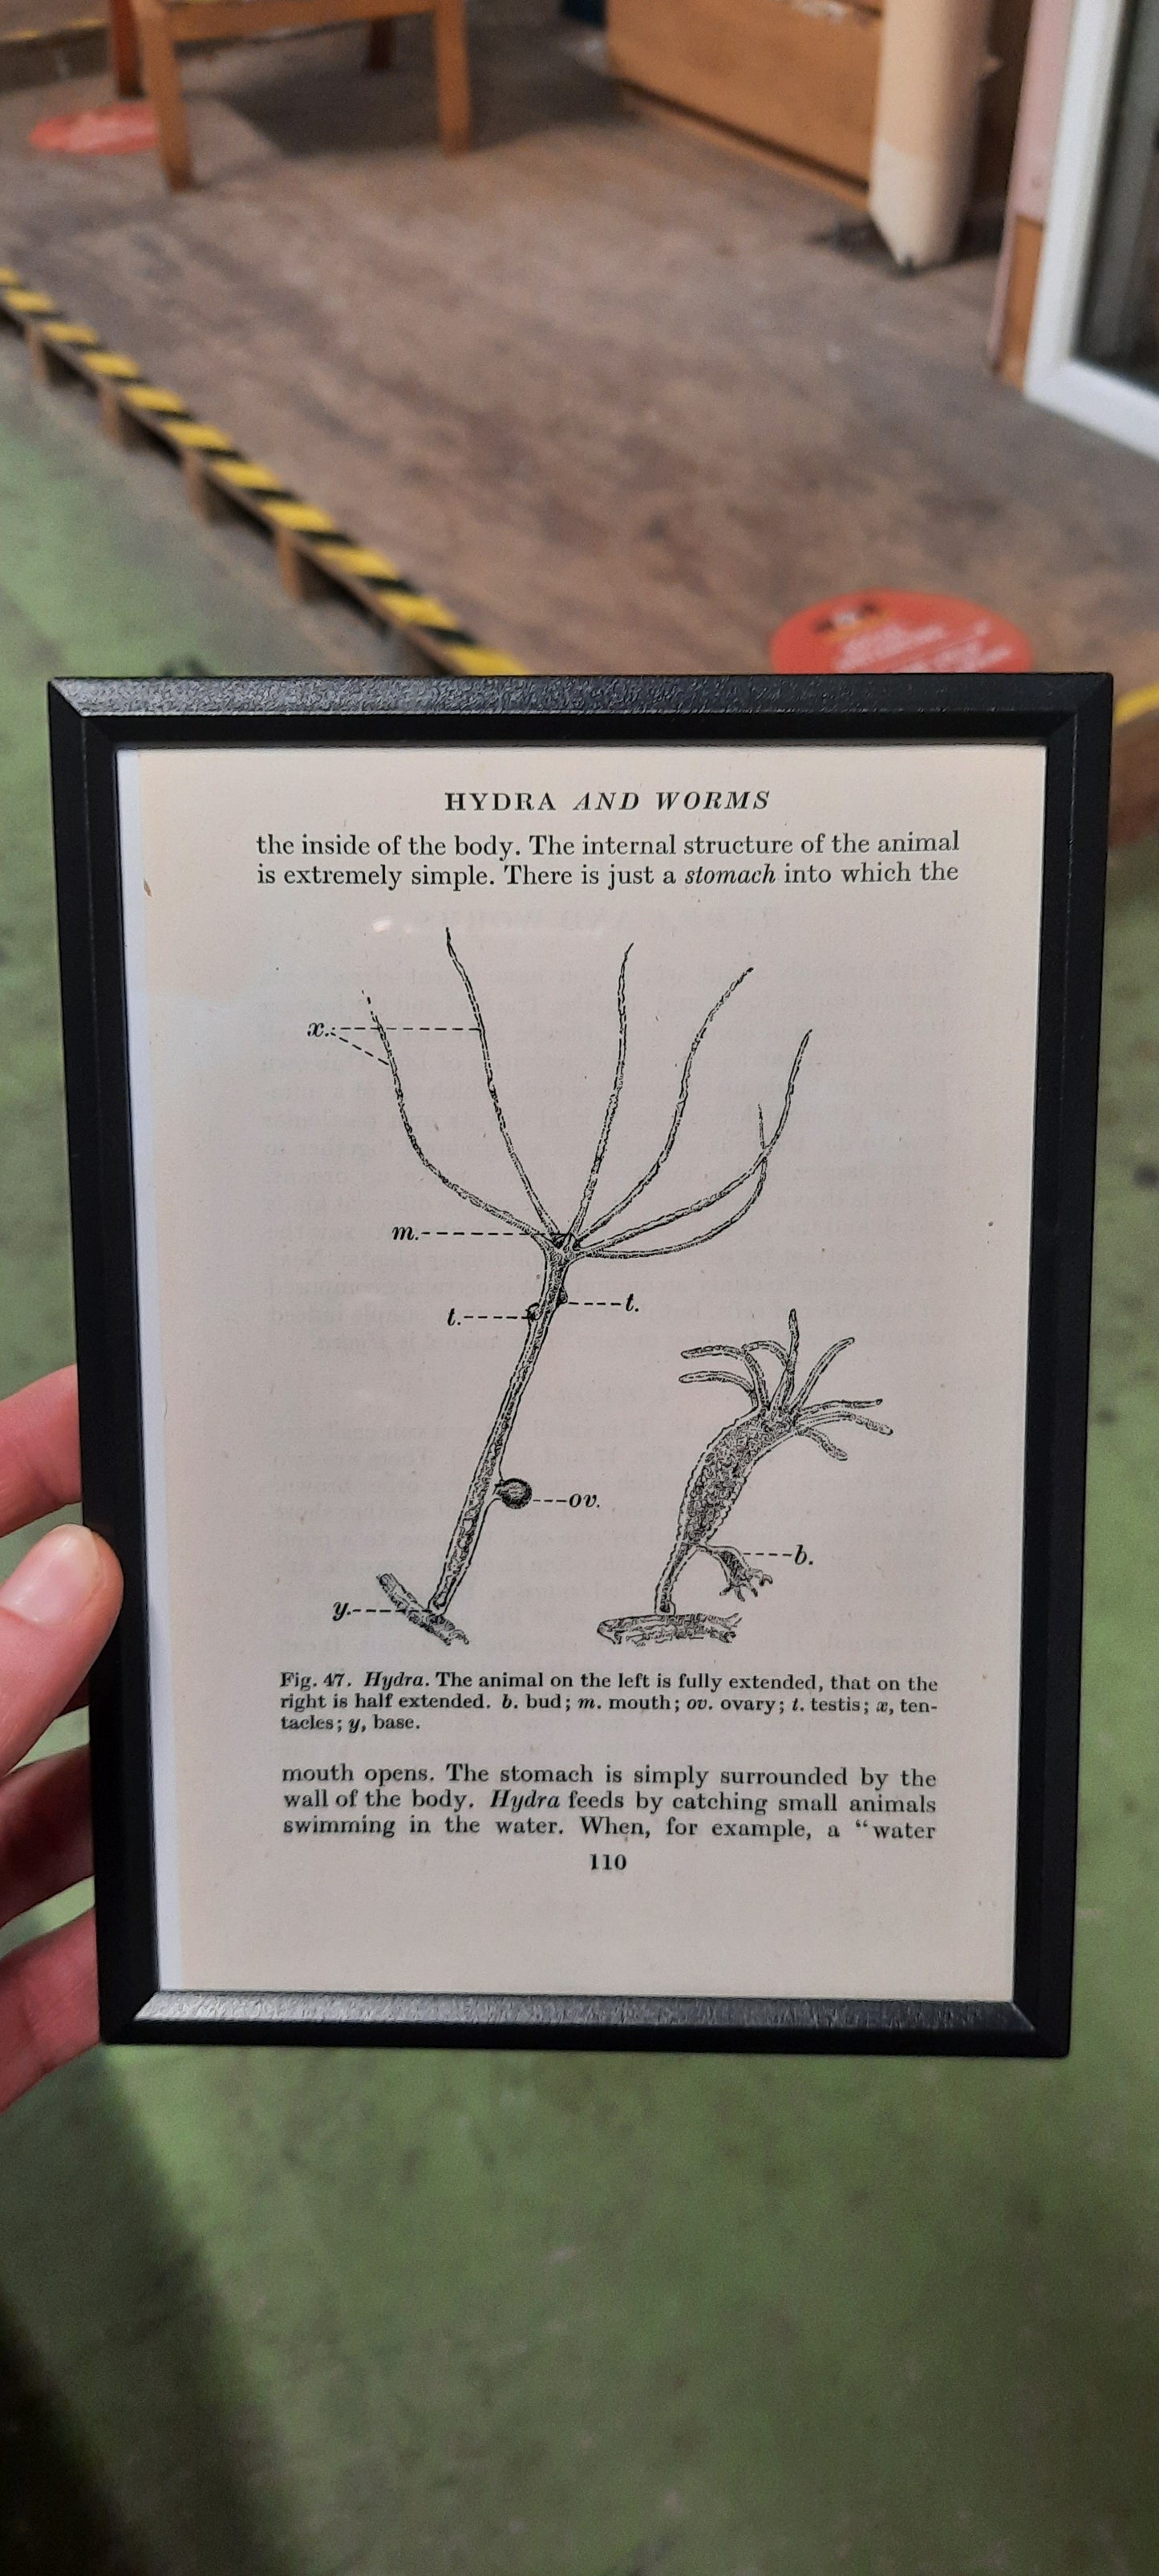 HYDRA AND WORMS
the inside of the body. The internal structure of the animal
is extremely simple. There is just a stomach into which the
x.
m.
t.
t.
ov.
b.
y.
Fig. 47. Hydra. The animal on the left is fully extended, that on the
right is half extended. b. bud; m. mouth; ov. ovary; t. testis; x, ten-
tacles; y, base.
mouth opens. The stomach is simply surrounded by the
wall of the body. Hydra feeds by catching small animals
swimming in the water. When, for example, a “water
110